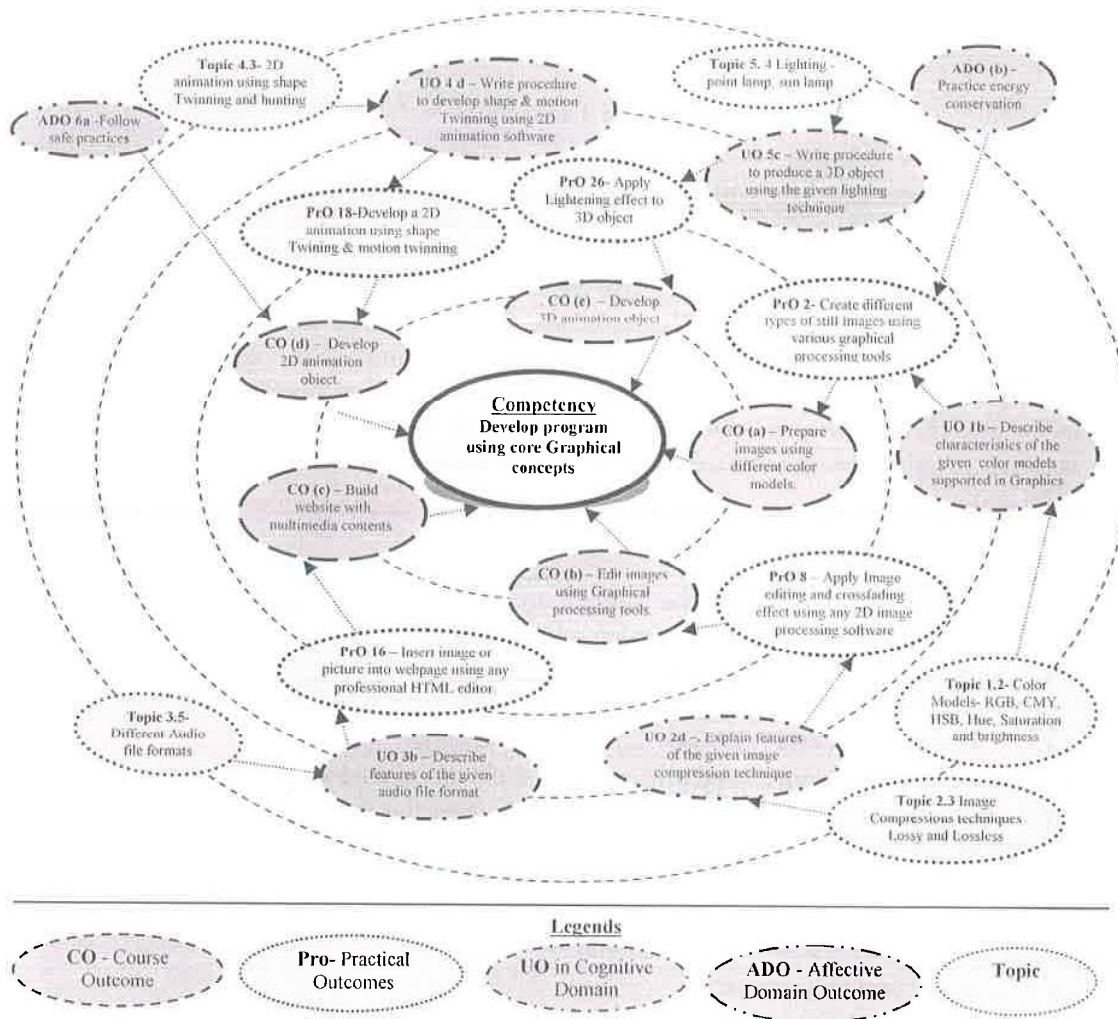 Topic 4.3- 2D
animation using shape
Twinning and hunting
UO 4 d – Write procedure
to develop shape & motion
Twinning using 2D
animation software
Topic 5. 4 Lighting -
point lamp, sun lamp
ADO (b) -
Practice energy
conservation
ADO 6a -Follow
safe practices
PrO 26- Apply
Lightening effect to
3D object
UO 5c – Write procedure
to produce a 3D object
using the given lighting
technique
PrO 18-Develop a 2D
animation using shape
Twining & motion twinning
CO (e) – Develop
3D animation object
PrO 2- Create different
types of still images using
various graphical
processing tools
CO (d) – Develop
2D animation
object.
Competency
Develop program
using core Graphical
concepts
CO (a) – Prepare
images using
different color
models.
UO 1b – Describe
characteristics of the
given color models
supported in Graphics
CO (c) – Build
website with
multimedia contents
CO (b) – Edit images
using Graphical
processing tools
PrO 8 – Apply Image
editing and crossfading
effect using any 2D image
processing software
PrO 16 – Insert image or
picture into webpage using any
professional HTML editor
Topic 1.2- Color
Models- RGB, CMY,
HSB, Hue, Saturation
and brightness
Topic 3.5-
Different Audio
file formats
UO 3b – Describe
features of the given
audio file format
UO 2d –. Explain features
of the given image
compression technique
Topic 2.3 Image
Compressions techniques
Lossy and Lossless
Legends
CO - Course
Outcome
Pro- Practical
Outcomes
UO in Cognitive
Domain
ADO - Affective
Domain Outcome
Topic